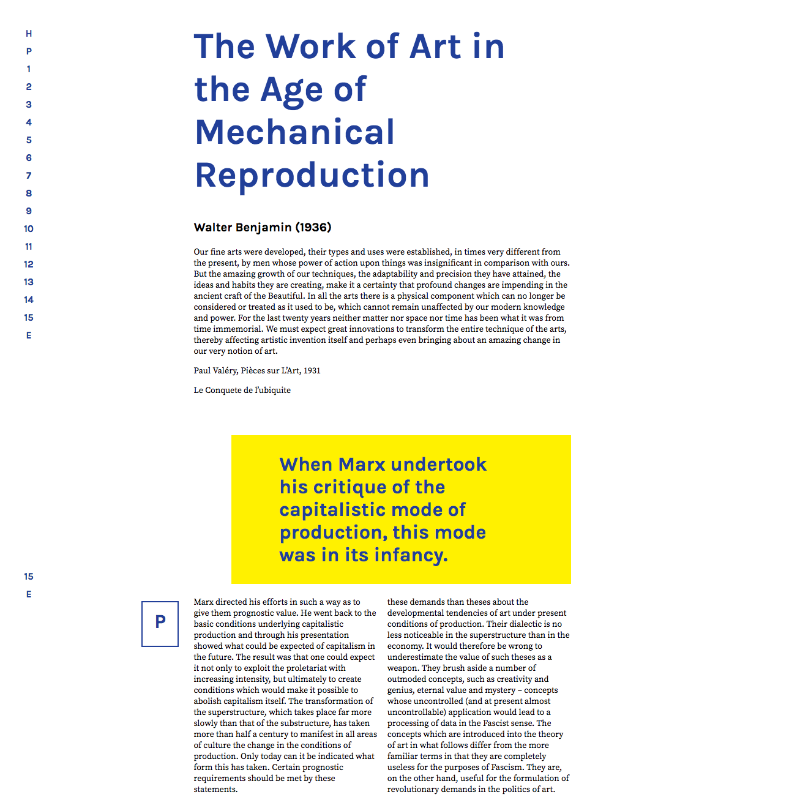 H
P
1
2
3
4
5
6
7
8
9
10
11
12
13
14
15
E
The Work of Art in
the Age of
Mechanical
Reproduction
Walter Benjamin (1936)
Our fine arts were developed, their types and uses were established, in times very different from
the present, by men whose power of action upon things was insignificant in comparison with ours.
But the amazing growth of our techniques, the adaptability and precision they have attained, the
ideas and habits they are creating, make it a certainty that profound changes are impending in the
ancient craft of the Beautiful. In all the arts there is a physical component which can no longer be
considered or treated as it used to be, which cannot remain unaffected by our modern knowledge
and power. For the last twenty years neither matter nor space nor time has been what it was from
time immemorial. We must expect great innovations to transform the entire technique of the arts,
thereby affecting artistic invention itself and perhaps even bringing about an amazing change in
our very notion of art.
Paul Valéry, Pièces sur L'Art, 1931
Le Conquete de l'ubiquite
When Marx undertook
his critique of the
capitalistic mode of
production, this mode
was in its infancy.
15
E
P
Marx directed his efforts in such a way as to
give them prognostic value. He went back to the
basic conditions underlying capitalistic
production and through his presentation
showed what could be expected of capitalism in
the future. The result was that one could expect
it not only to exploit the proletariat with
increasing intensity, but ultimately to create
conditions which would make it possible to
abolish capitalism itself. The transformation of
the superstructure, which takes place far more
slowly than that of the substructure, has taken
more than half a century to manifest in all areas
of culture the change in the conditions of
production. Only today can it be indicated what
form this has taken. Certain prognostic
requirements should be met by these
statements.
these demands than theses about the
developmental tendencies of art under present
conditions of production. Their dialectic is no
less noticeable in the superstructure than in the
economy. It would therefore be wrong to
underestimate the value of such theses as a
weapon. They brush aside a number of
outmoded concepts, such as creativity and
genius, eternal value and mystery – concepts
whose uncontrolled (and at present almost
uncontrollable) application would lead to a
processing of data in the Fascist sense. The
concepts which are introduced into the theory
of art in what follows differ from the more
familiar terms in that they are completely
useless for the purposes of Fascism. They are,
on the other hand, useful for the formulation of
revolutionary demands in the politics of art.